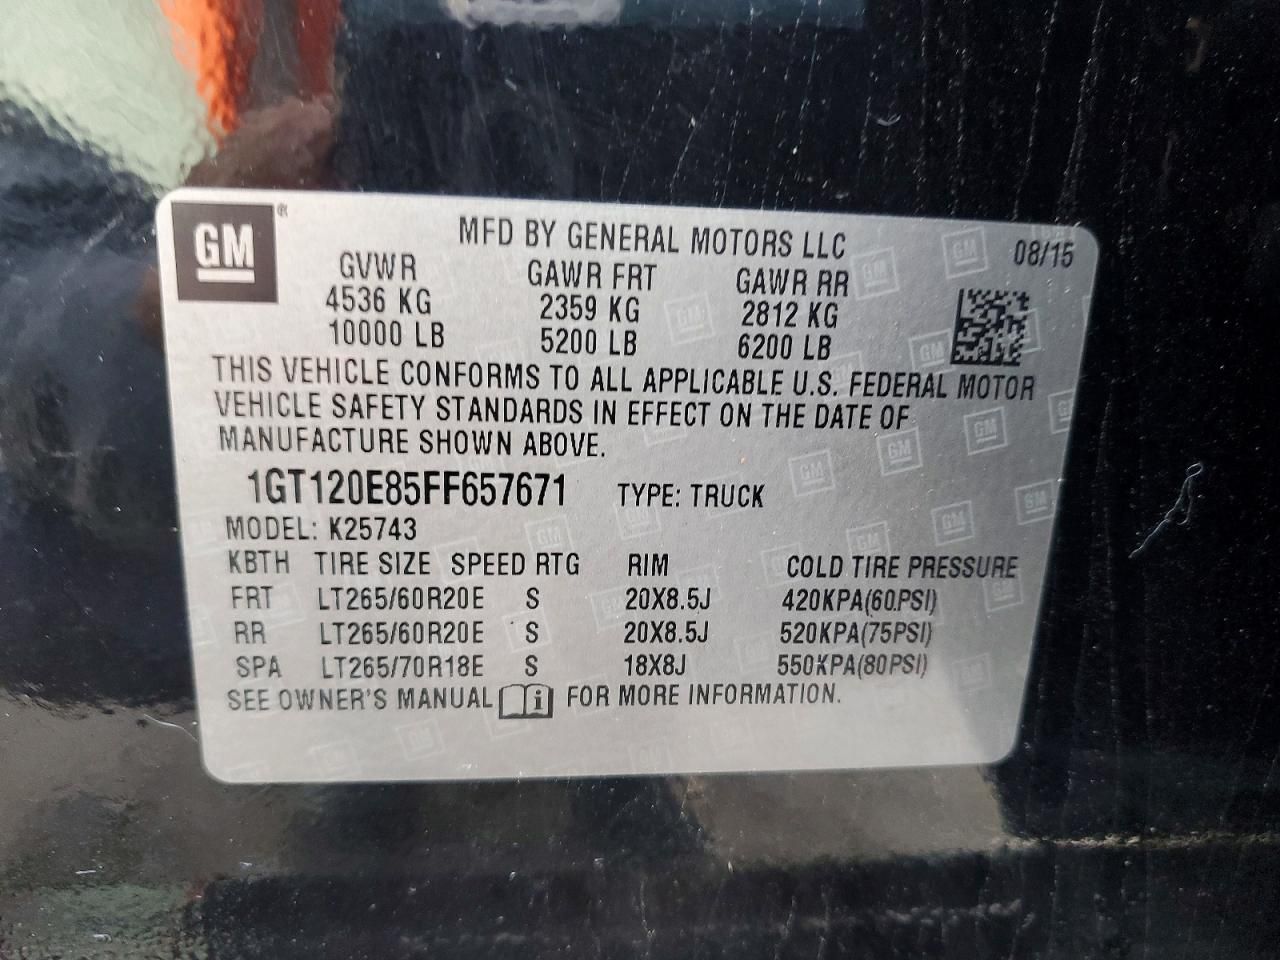 GM ®
MFD BY GENERAL MOTORS LLC 08/15
GVWR GAWR FRT GAWR RR
4536 KG 2359 KG 2812 KG
10000 LB 5200 LB 6200 LB
THIS VEHICLE CONFORMS TO ALL APPLICABLE U.S. FEDERAL MOTOR
VEHICLE SAFETY STANDARDS IN EFFECT ON THE DATE OF
MANUFACTURE SHOWN ABOVE.
1GT120E85FF657671 TYPE: TRUCK
MODEL: K25743
KBTH TIRE SIZE SPEED RTG RIM COLD TIRE PRESSURE
FRT LT265/60R20E S 20X8.5J 420KPA(60PSI)
RR LT265/60R20E S 20X8.5J 520KPA(75PSI)
SPA LT265/70R18E S 18X8J 550KPA(80PSI)
SEE OWNER'S MANUAL i FOR MORE INFORMATION.